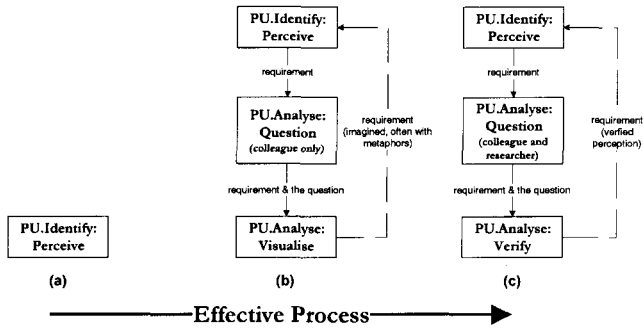 PU.Identify:
Perceive
(a)
PU.Identify:
Perceive
requirement
PU.Analyse:
Question
(colleague only)
requirement & the question
PU.Analyse:
Visualise
requirement
(imagined, often with
metaphors)
(b)
PU.Identify:
Perceive
requirement
PU.Analyse:
Question
(colleague and
researcher)
requirement & the question
PU.Analyse:
Verify
requirement
(verfied
perception)
(c)
Effective Process